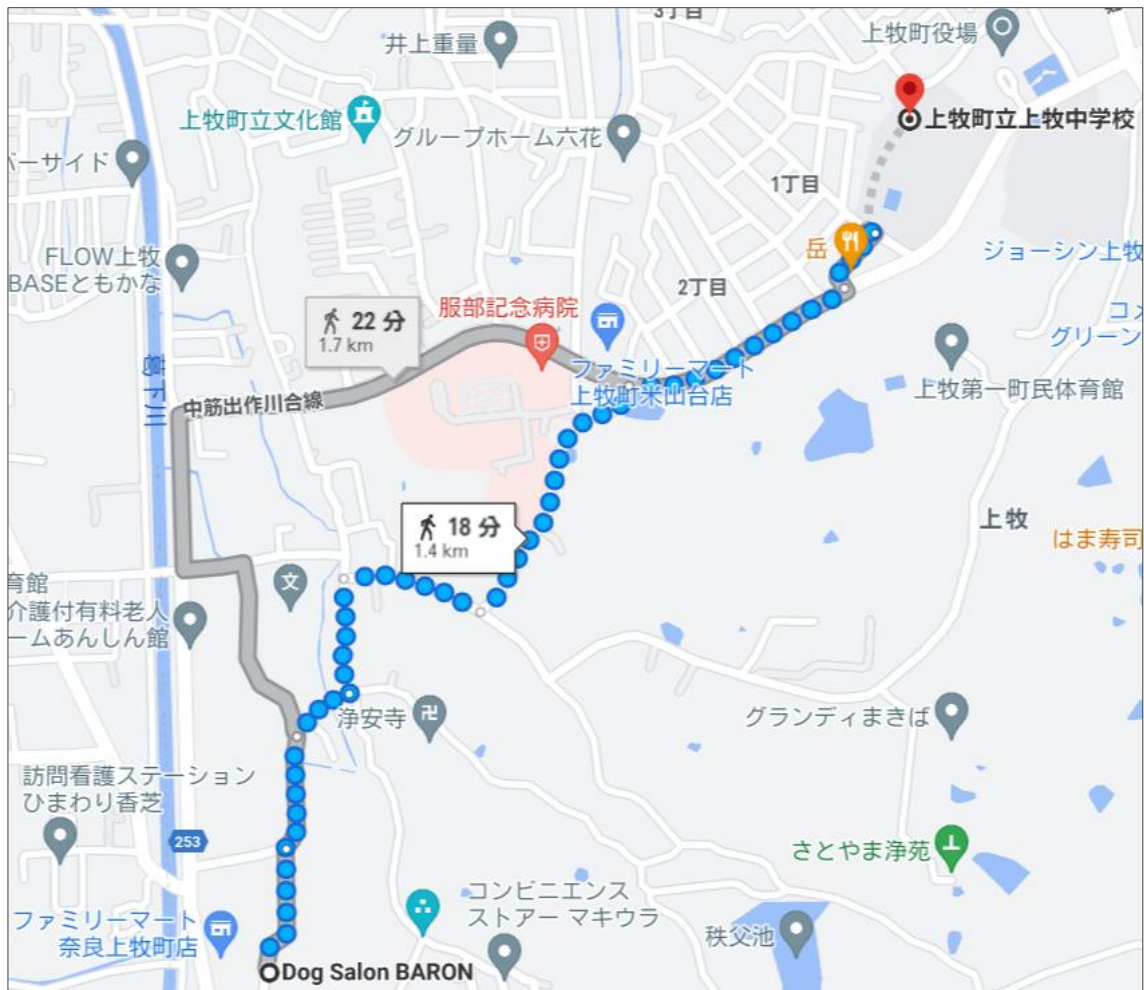 3丁目
井上重量
上牧町役場
上牧町立文化館
グループホーム六花
上牧町立上牧中学校
バーサイド
1丁目
岳
ジョーシン上牧
FLOW上牧
BASEともかな
2丁目
服部記念病院
22 分
1.7 km
ファミリーマート
上牧町米山台店
コメ
グリーン
上牧第一町民体育館
葛下川
中筋出作川合線
18 分
1.4 km
上牧
はま寿司
文
育館
介護付有料老人
ームあんしん館
浄安寺
卍
グランディまきば
訪問看護ステーション
ひまわり香芝
253
さとやま浄苑
コンビニエンス
ストアー マキウラ
ファミリーマート
奈良上牧町店
秩父池
Dog Salon BARON